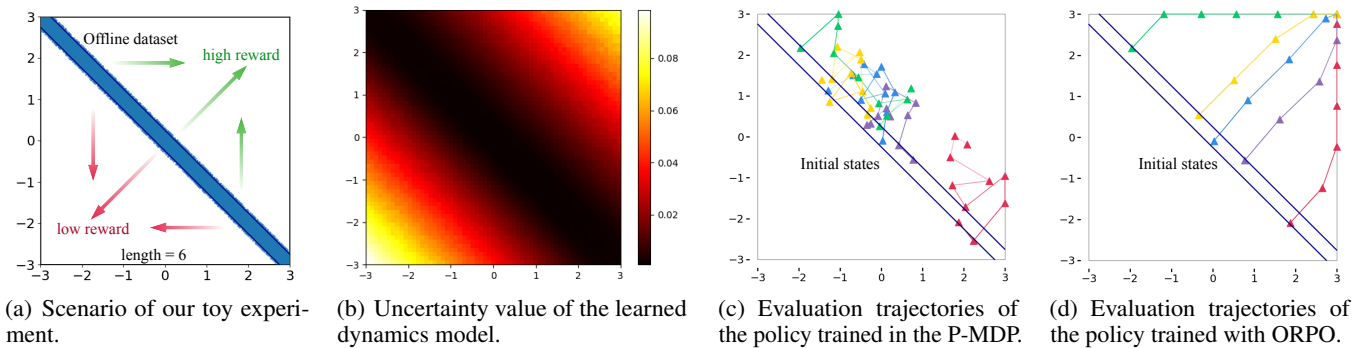 3
2
1
0
−1
−2
−3
−3 −2 −1 0 1 2 3
Offline dataset
high reward
low reward
length = 6
3
2
1
0
−1
−2
3
−3 −2 −1 0 1 2 3
0.08
0.06
0.04
0.02
3
2
1
0
−1
−2
−3
−3 −2 −1 0 1 2 3
Initial states
3
2
1
0
−1
−2
−3
−3 −2 −1 0 1 2 3
Initial states
(a) Scenario of our toy experi-
ment.
(b) Uncertainty value of the learned
dynamics model.
(c) Evaluation trajectories of
the policy trained in the P-MDP.
(d) Evaluation trajectories of
the policy trained with ORPO.